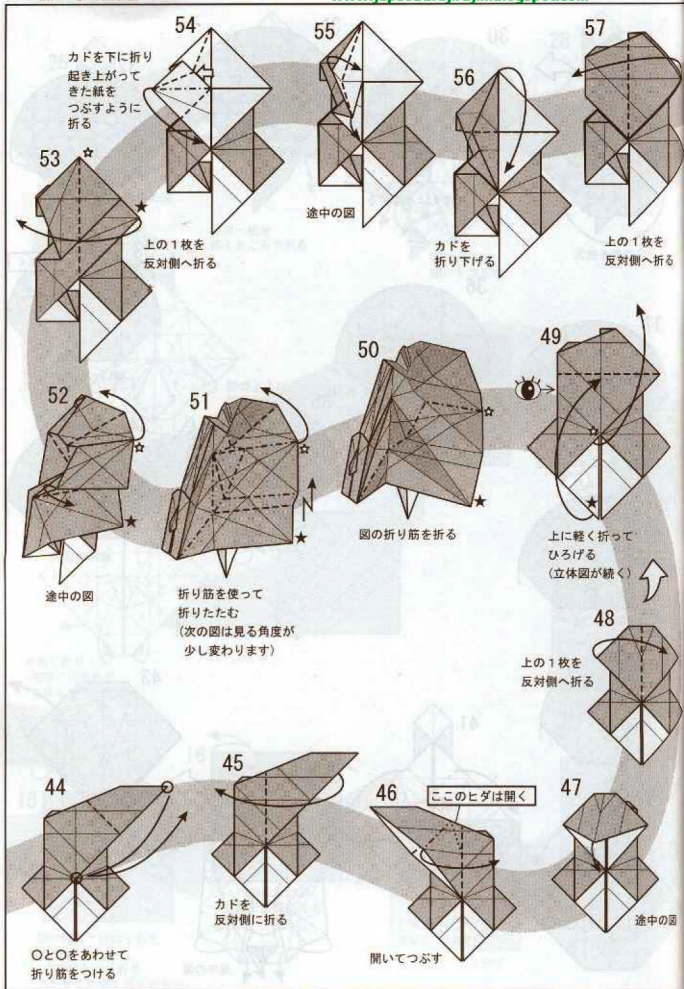 44
○と○をあわせて
折り筋をつける
45
カドを
反対側に折る
46
ここのヒダは開く
開いてつぶす
47
途中の図
48
上の1枚を
反対側へ折る
49
上に軽く折って
ひろげる
(立体図が続く)
50
図の折り筋を折る
51
折り筋を使って
折りたたむ
(次の図は見る角度が
少し変わります)
52
途中の図
53
上の1枚を
反対側へ折る
54
カドを下に折り
起き上がって
きた紙を
つぶすように
折る
55
途中の図
56
カドを
折り下げる
57
上の1枚を
反対側へ折る